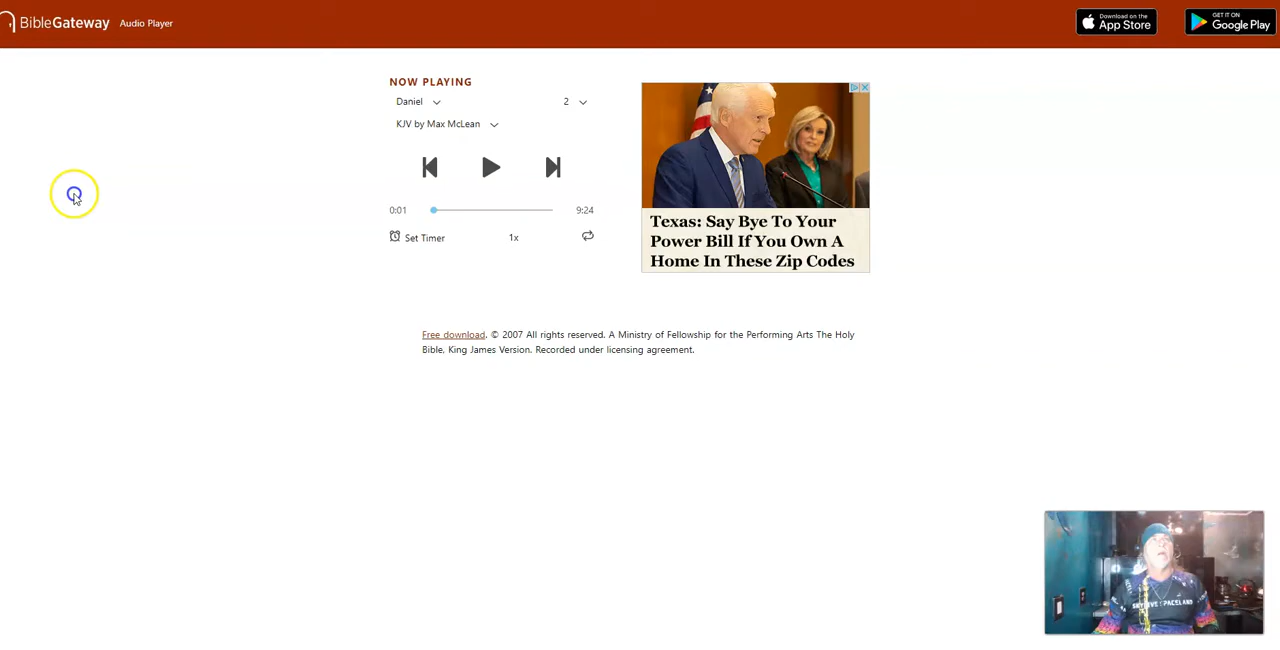 BibleGateway Audio Player
Download on the
App Store
GET IT ON
Google Play
NOW PLAYING
Daniel
2
KJV by Max McLean
0:01
9:24
Set Timer
1x
Texas: Say Bye To Your
Power Bill If You Own A
Home In These Zip Codes
Free download. © 2007 All rights reserved. A Ministry of Fellowship for the Performing Arts The Holy
Bible, King James Version. Recorded under licensing agreement.